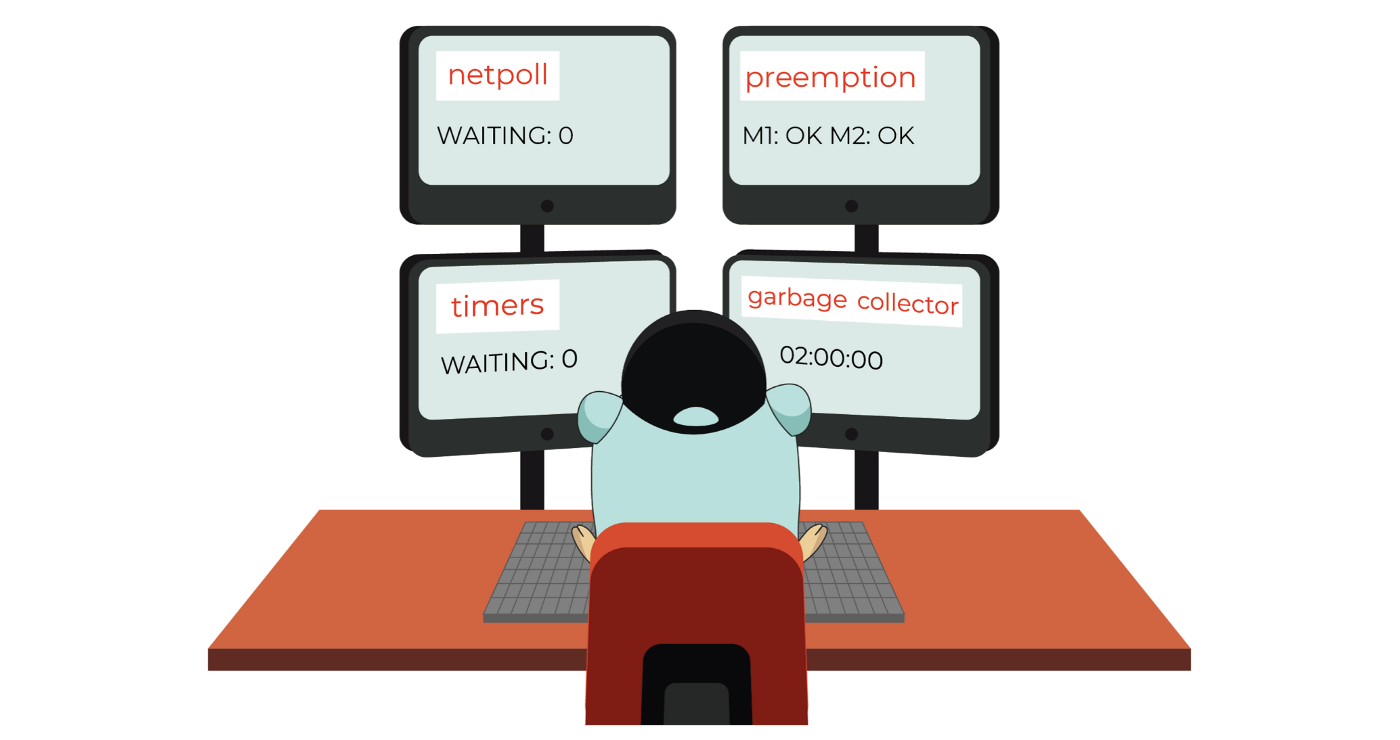 netpoll
WAITING: 0
preemption
M1: OK M2: OK
timers
WAITING: 0
garbage collector
02:00:00